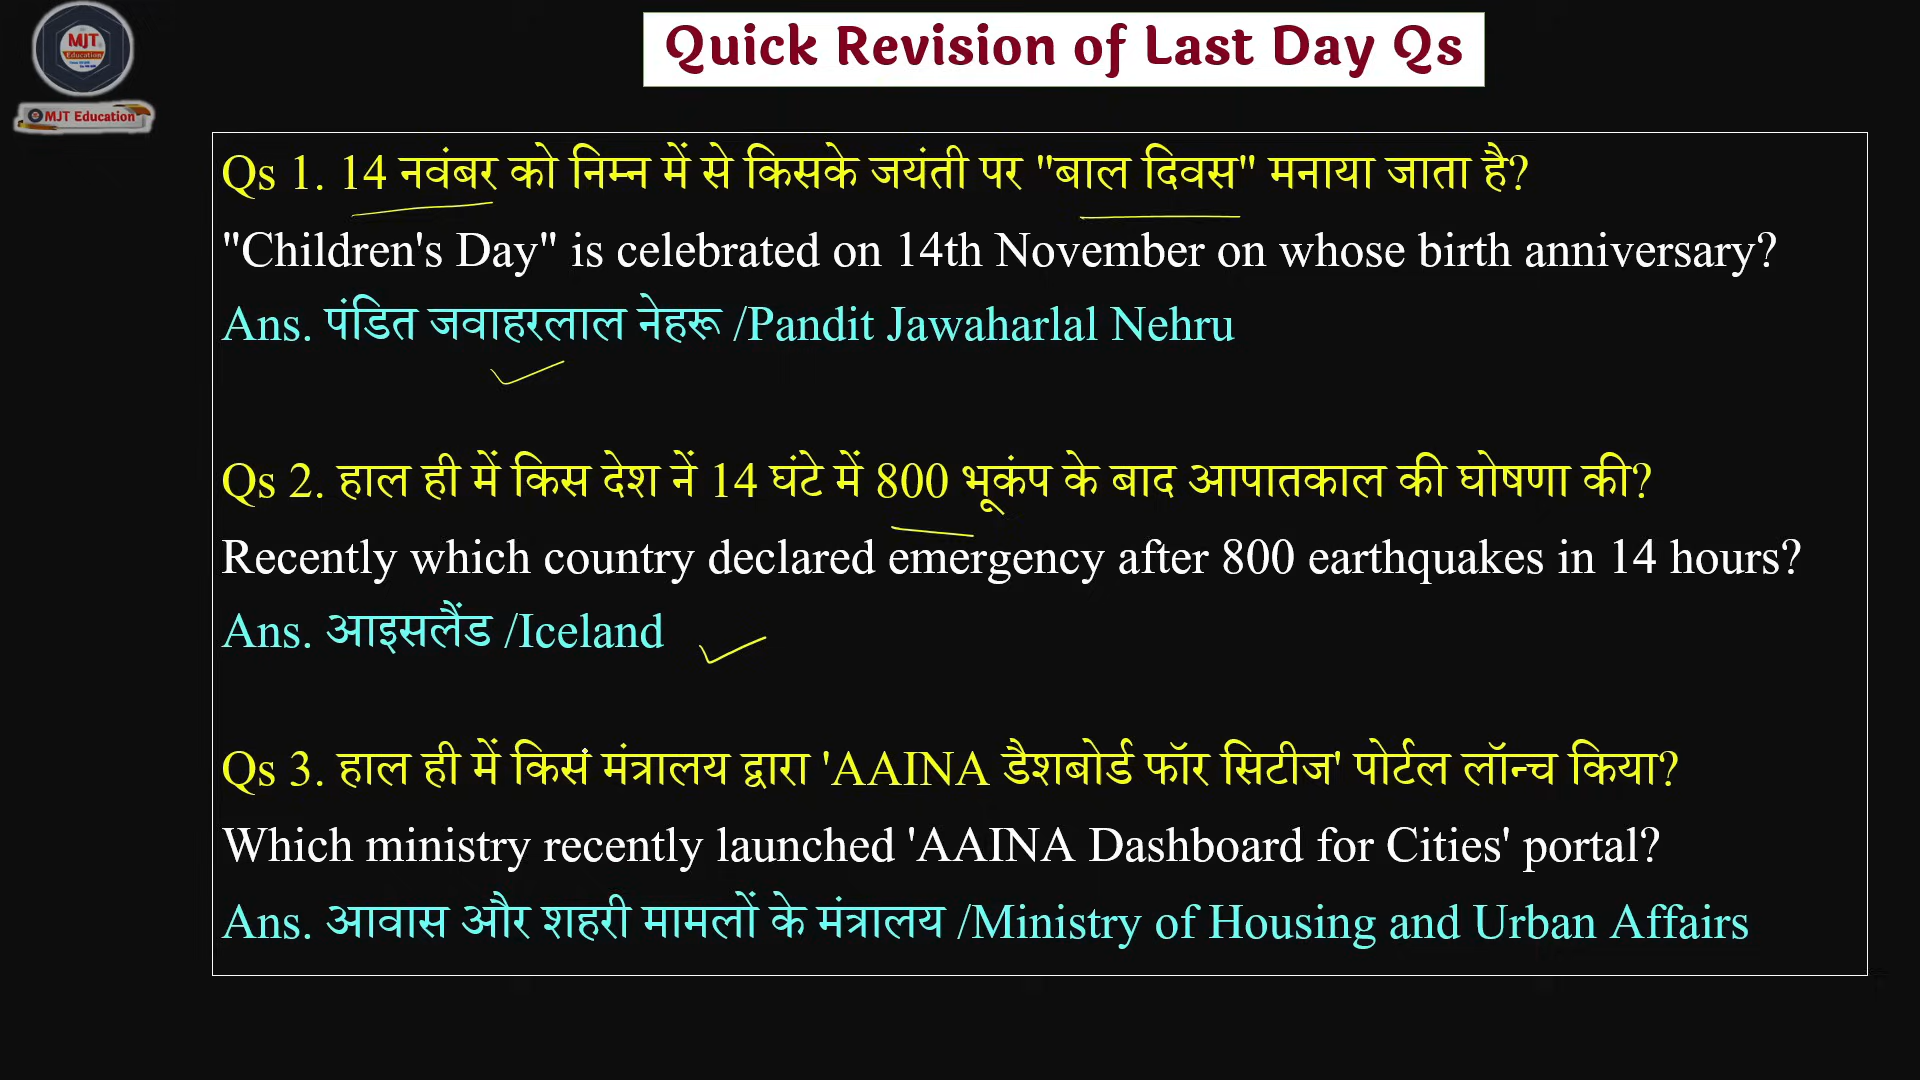 MJT
Education
MJT Education
Quick Revision of Last Day Qs
Qs 1. 14 नवंबर को निम्न में से किसके जयंती पर "बाल दिवस" मनाया जाता है?
"Children's Day" is celebrated on 14th November on whose birth anniversary?
Ans. पंडित जवाहरलाल नेहरू /Pandit Jawaharlal Nehru
Qs 2. हाल ही में किस देश नें 14 घंटे में 800 भूकंप के बाद आपातकाल की घोषणा की?
Recently which country declared emergency after 800 earthquakes in 14 hours?
Ans. आइसलैंड /Iceland
Qs 3. हाल ही में किस मंत्रालय द्वारा 'AAINA डैशबोर्ड फॉर सिटीज' पोर्टल लॉन्च किया?
Which ministry recently launched 'AAINA Dashboard for Cities' portal?
Ans. आवास और शहरी मामलों के मंत्रालय /Ministry of Housing and Urban Affairs